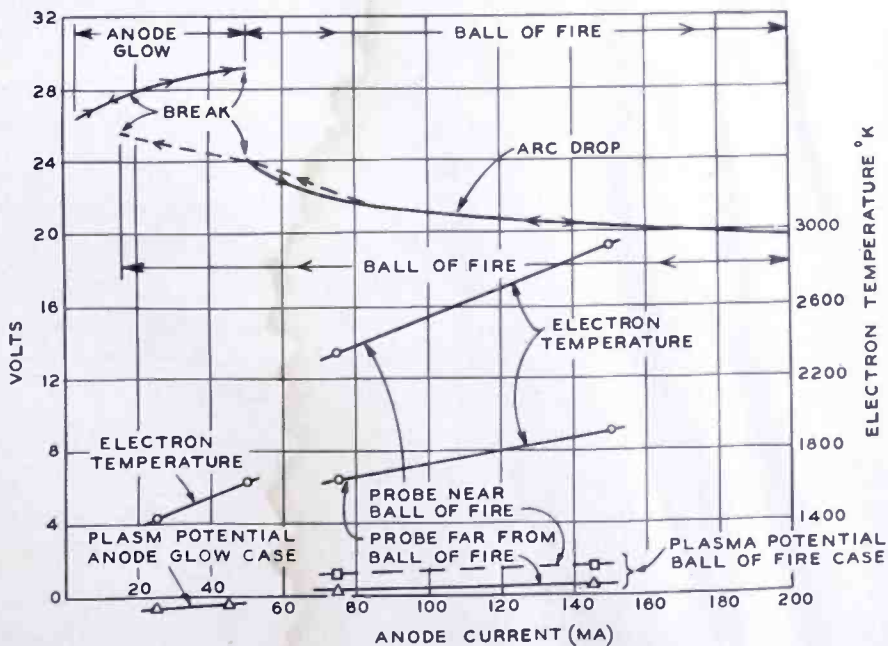 32
28
24
20
16
12
8
4
0
VOLTS
ANODE
GLOW
BALL OF FIRE
BREAK
ARC DROP
BALL OF FIRE
ELECTRON
TEMPERATURE
ELECTRON
TEMPERATURE
PROBE NEAR
BALL OF FIRE
PROBE FAR FROM
BALL OF FIRE
PLASM POTENTIAL
ANODE GLOW CASE
PLASMA POTENTIAL
BALL OF FIRE CASE
3000
2600
2200
1800
1400
ELECTRON TEMPERATURE °K
20 40 60 80 100 120 140 160 180 200
ANODE CURRENT (MA)